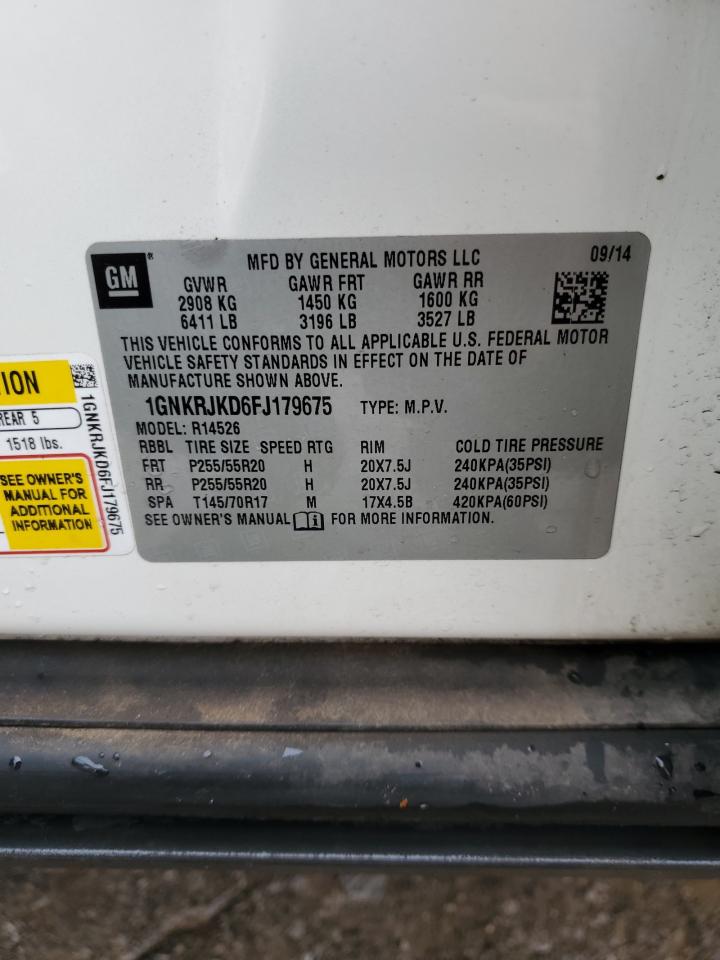 GM
®
MFD BY GENERAL MOTORS LLC
09/14
GVWR GAWR FRT GAWR RR
2908 KG 1450 KG 1600 KG
6411 LB 3196 LB 3527 LB
THIS VEHICLE CONFORMS TO ALL APPLICABLE U.S. FEDERAL MOTOR
VEHICLE SAFETY STANDARDS IN EFFECT ON THE DATE OF
MANUFACTURE SHOWN ABOVE.
1GNKRJKD6FJ179675 TYPE: M.P.V.
MODEL: R14526
RBBL TIRE SIZE SPEED RTG RIM COLD TIRE PRESSURE
FRT P255/55R20 H 20X7.5J 240KPA(35PSI)
RR P255/55R20 H 20X7.5J 240KPA(35PSI)
SPA T145/70R17 M 17X4.5B 420KPA(60PSI)
SEE OWNER'S MANUAL FOR MORE INFORMATION.
TION
REAR 5
1518 lbs.
SEE OWNER'S
MANUAL FOR
ADDITIONAL
INFORMATION
1GNKRJKD6FJ179675